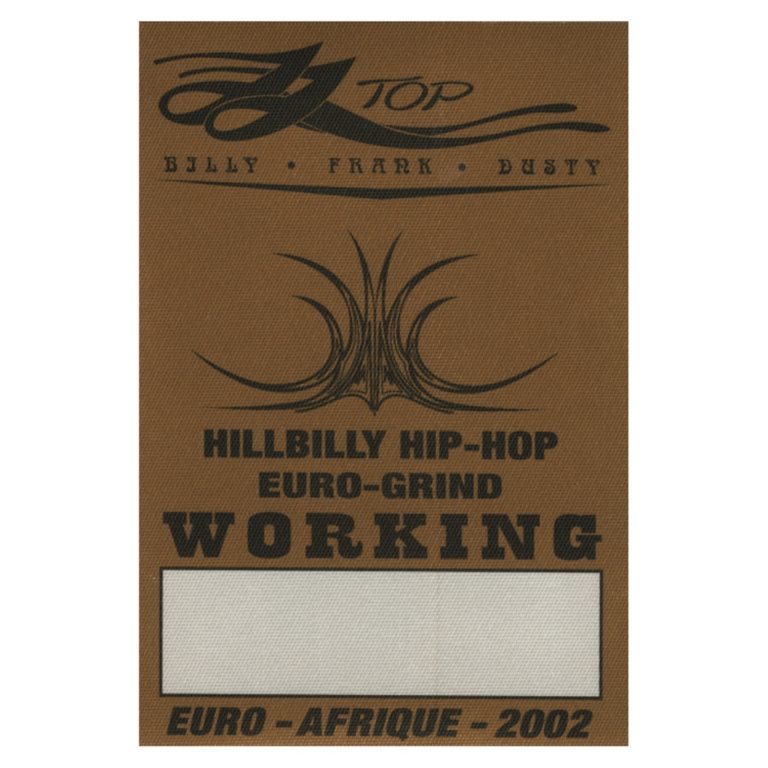 ZZ TOP
BILLY • FRANK • DUSTY
HILLBILLY HIP-HOP
EURO-GRIND
WORKING
EURO - AFRIQUE - 2002